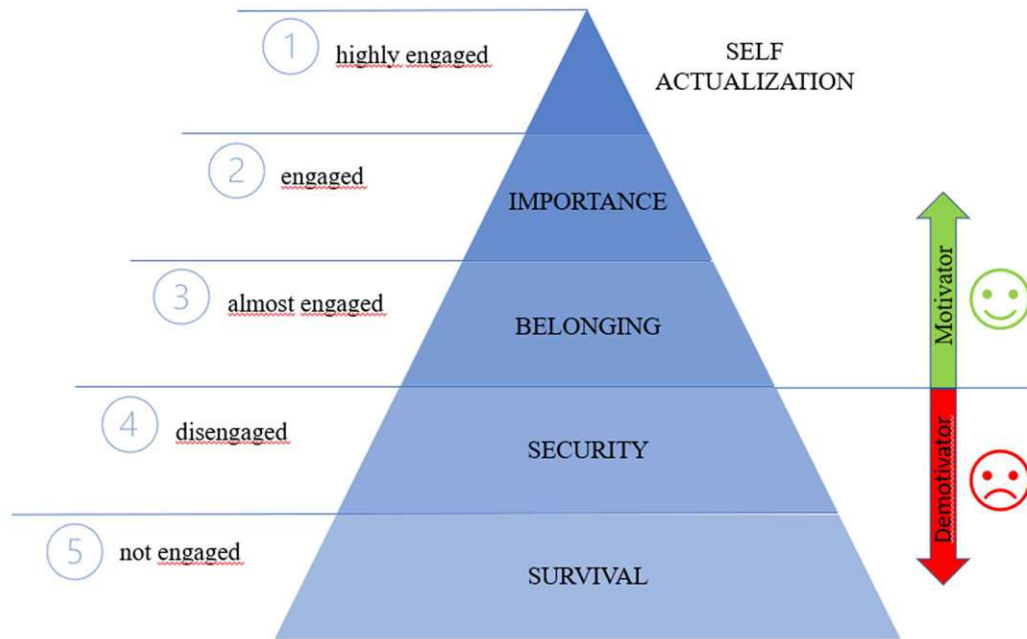 1
highly engaged
SELF
ACTUALIZATION
2
engaged
IMPORTANCE
3
almost engaged
BELONGING
Motivator
4
disengaged
SECURITY
Demotivator
5
not engaged
SURVIVAL